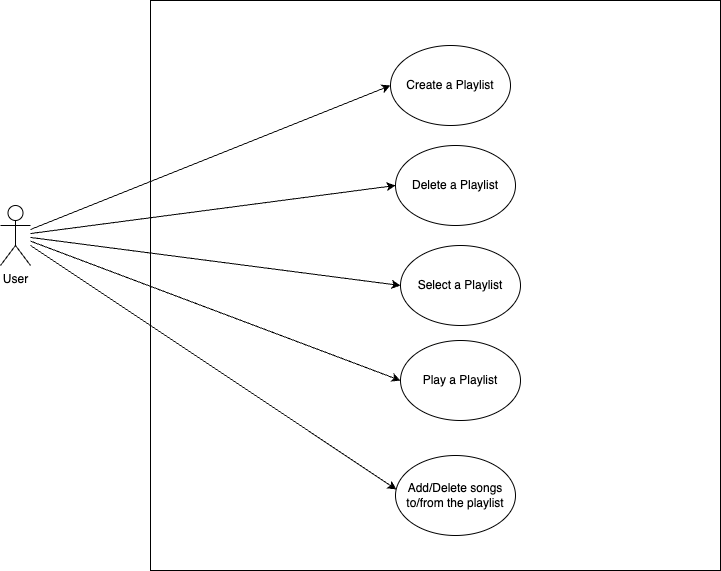 Create a Playlist
Delete a Playlist
User
Select a Playlist
Play a Playlist
Add/Delete songs
to/from the playlist